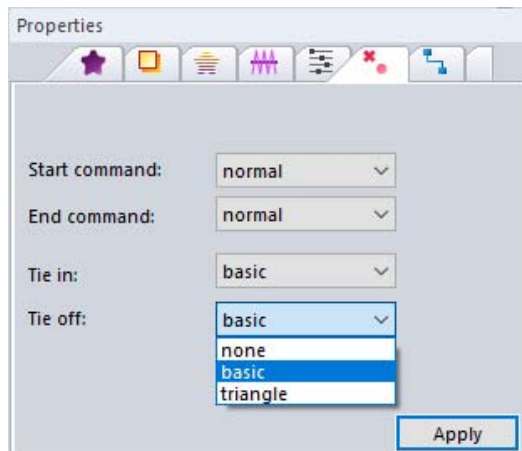 Properties
Start command: normal
End command: normal
Tie in: basic
Tie off: basic
none
basic
triangle
Apply